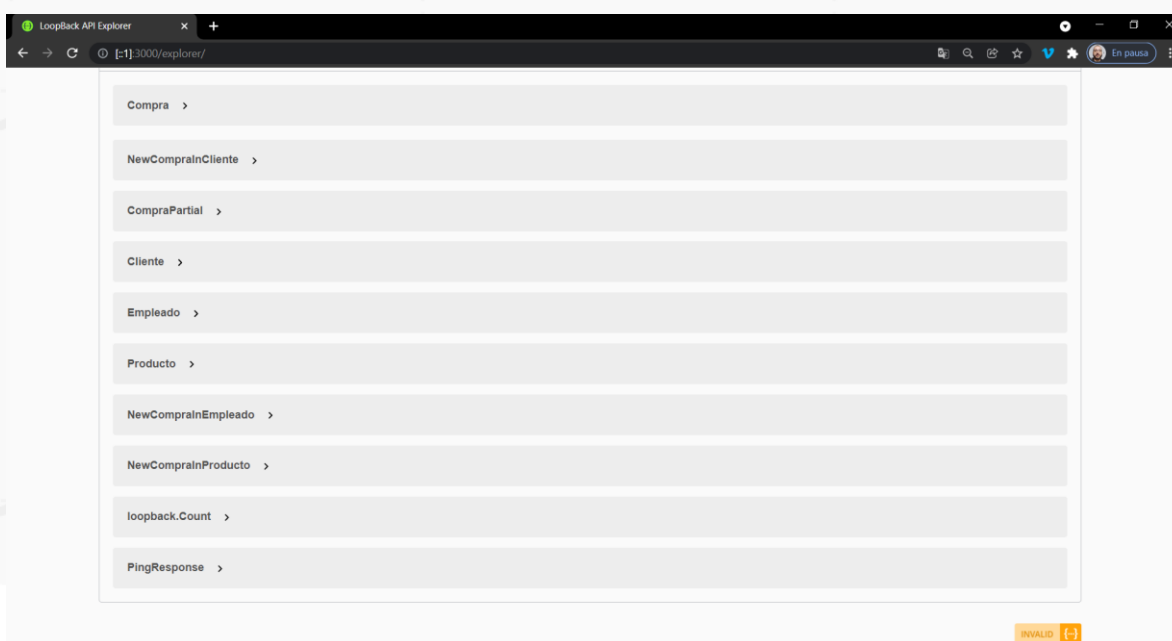 LoopBack API Explorer
[::1]:3000/explorer/
En pausa
Compra
NewCompraInCliente
CompraPartial
Cliente
Empleado
Producto
NewCompraInEmpleado
NewCompraInProducto
loopback.Count
PingResponse
INVALID {...}